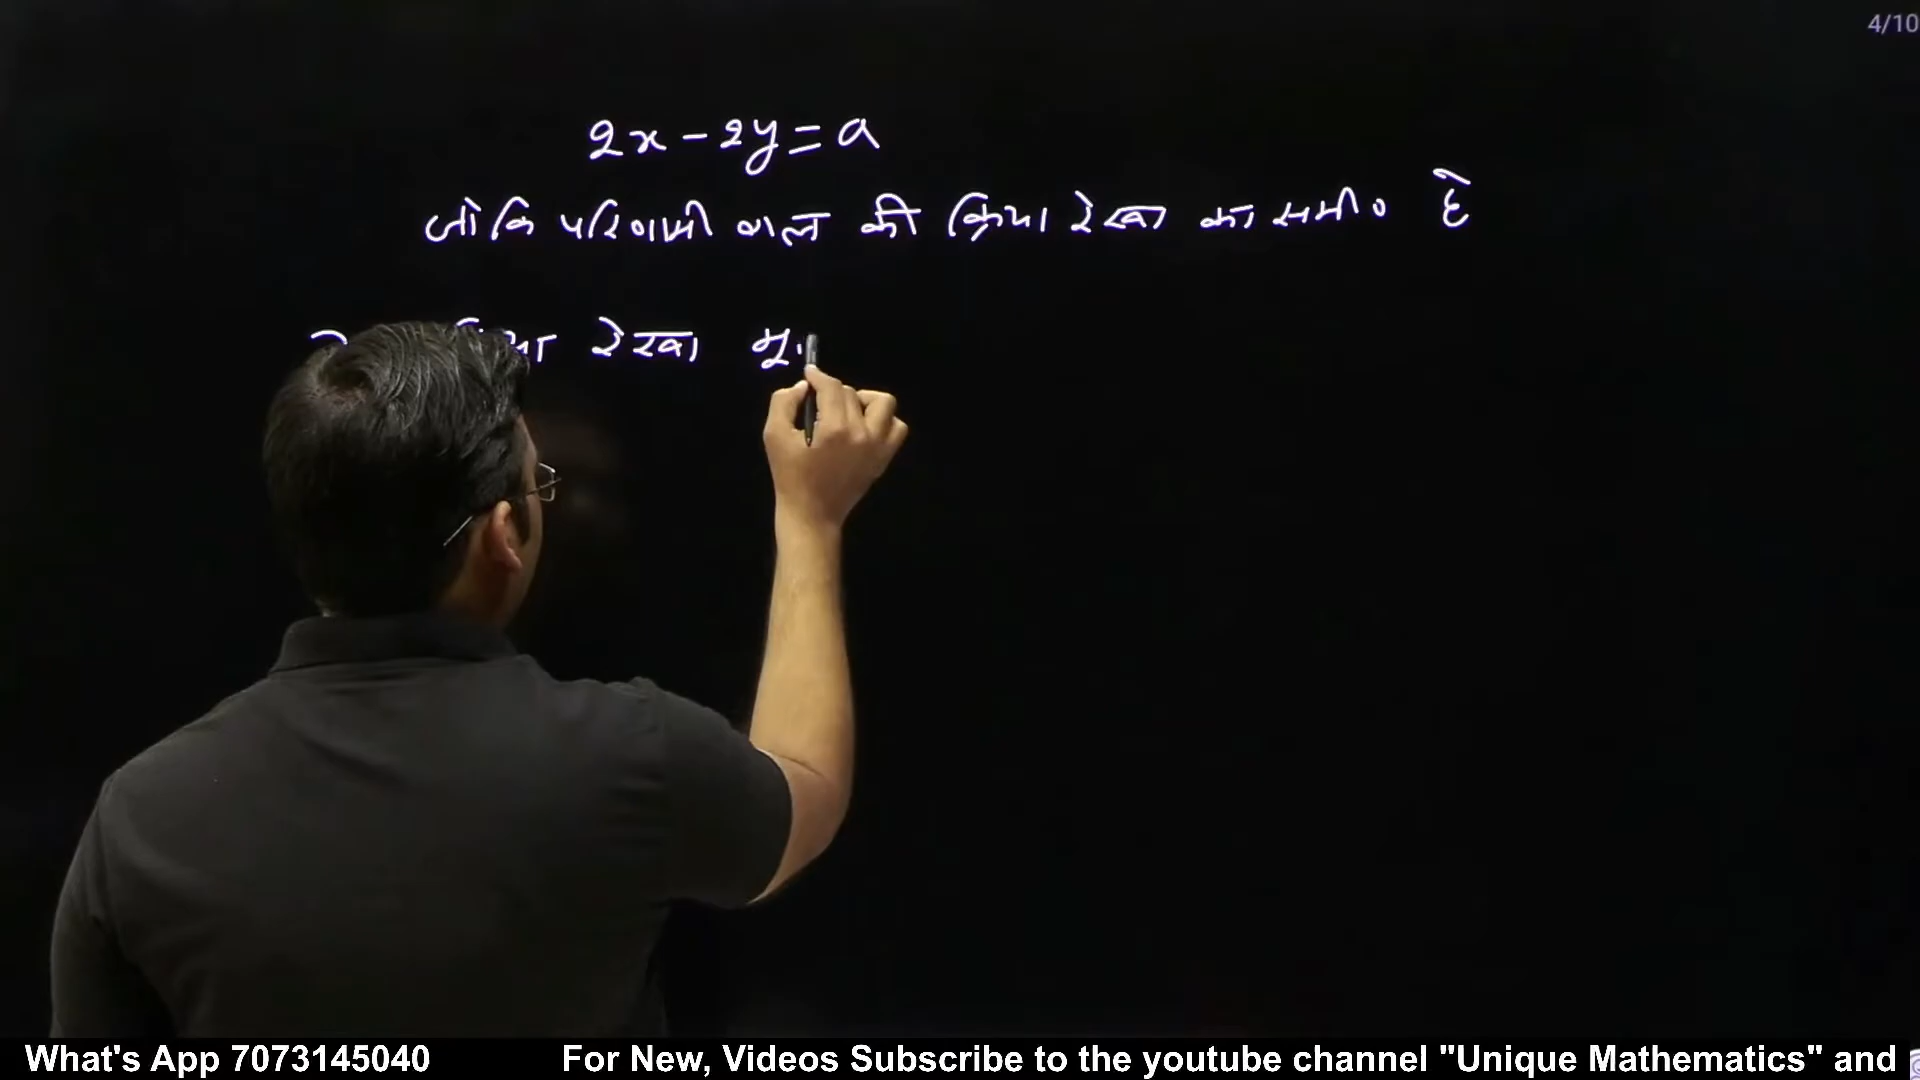 4/10
2x - 2y = a
जोकि परिणामी बल की क्रिया रेखा का समी० है
रेखा
What's App 7073145040 For New, Videos Subscribe to the youtube channel "Unique Mathematics" and